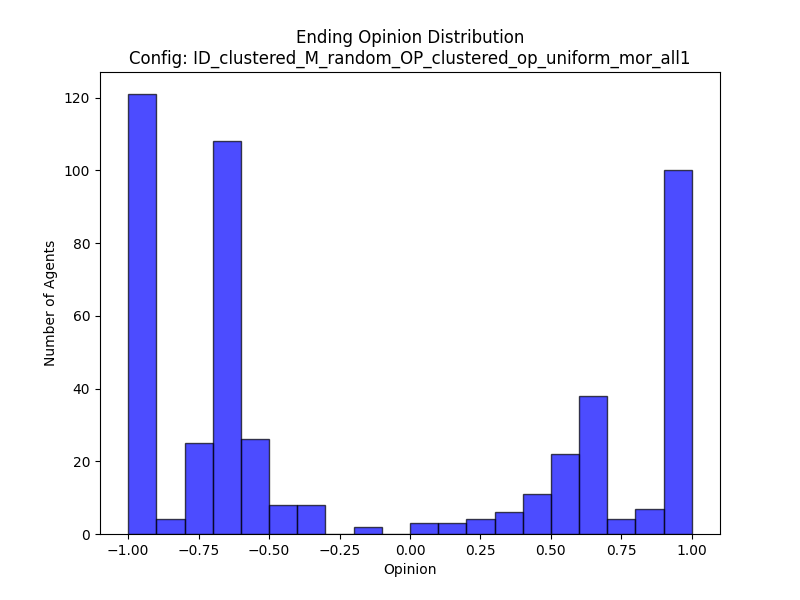 Ending Opinion Distribution
Config: ID_clustered_M_random_OP_clustered_op_uniform_mor_all1
120
100
80
60
40
20
0
Number of Agents
−1.00 −0.75 −0.50 −0.25 0.00 0.25 0.50 0.75 1.00
Opinion